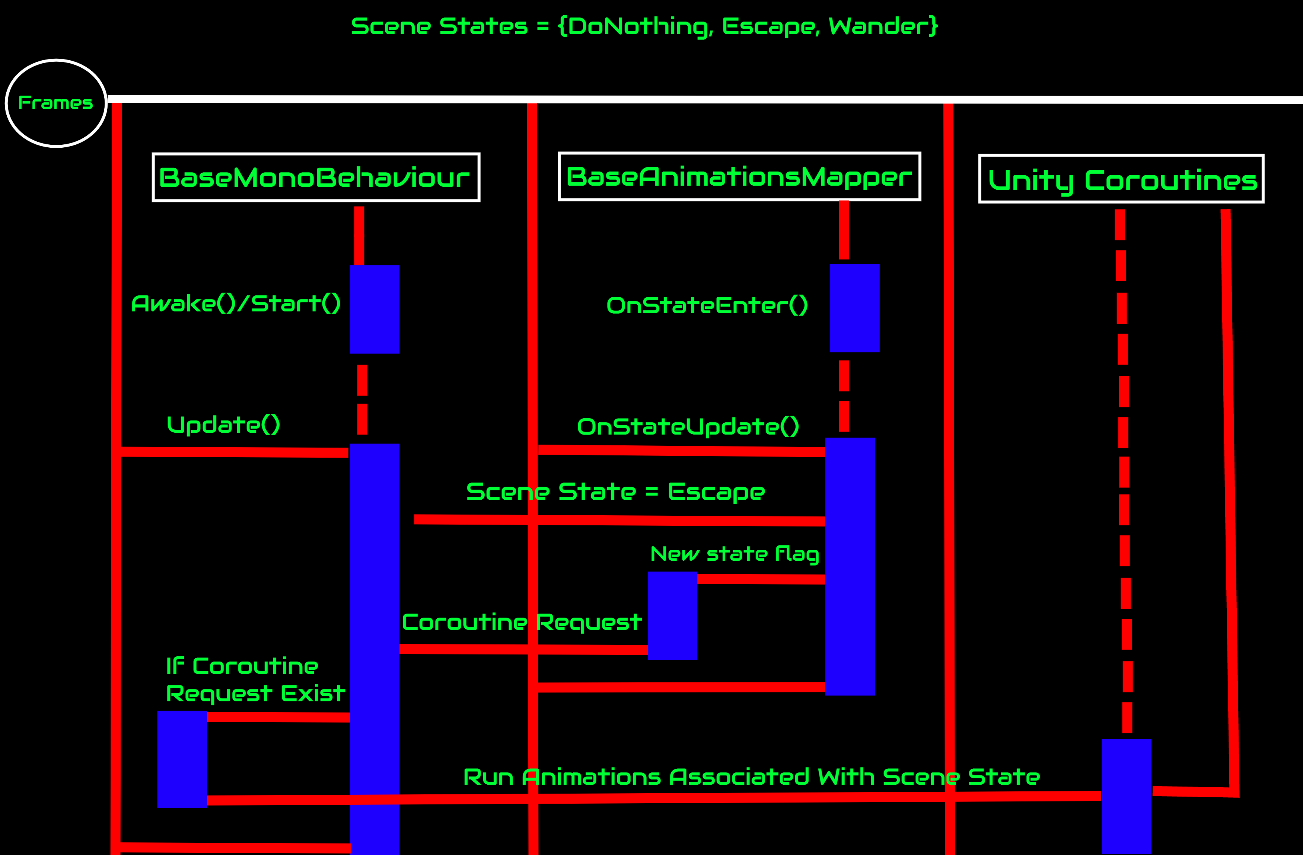 Scene States = {DoNothing, Escape, Wander}
Frames
BaseMonoBehaviour
BaseAnimationsMapper
Unity Coroutines
Awake()/Start()
OnStateEnter()
Update()
OnStateUpdate()
Scene State = Escape
New state flag
Coroutine Request
If Coroutine
Request Exist
Run Animations Associated With Scene State